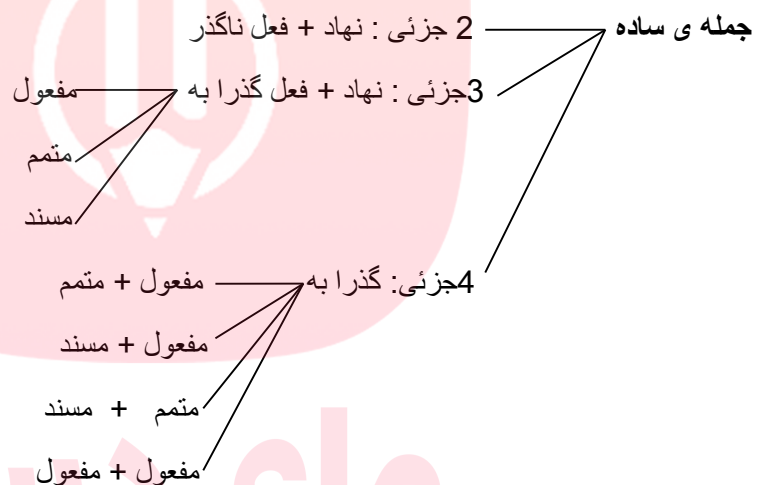 جمله ی ساده
2 جزئی : نهاد + فعل ناگذر
3جزئی : نهاد + فعل گذرا به
مفعول
متمم
مسند
4جزئی: گذرا به
مفعول + متمم
مفعول + مسند
متمم + مسند
مفعول + مفعول